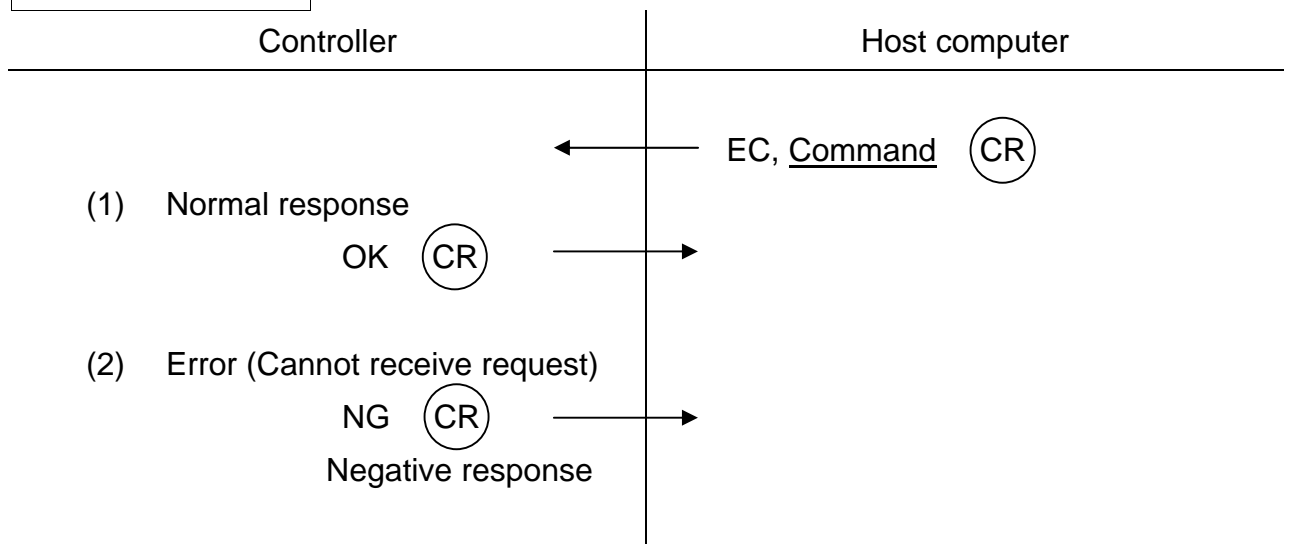 Controller Host computer
EC, Command CR
(1) Normal response
OK CR
(2) Error (Cannot receive request)
NG CR
Negative response